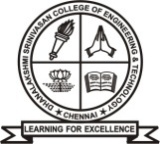 DHANALAKSHMI SRINIVASAN COLLEGE OF ENGINEERING & TECHNOLOGY
• CHENNAI •
LEARNING FOR EXCELLENCE